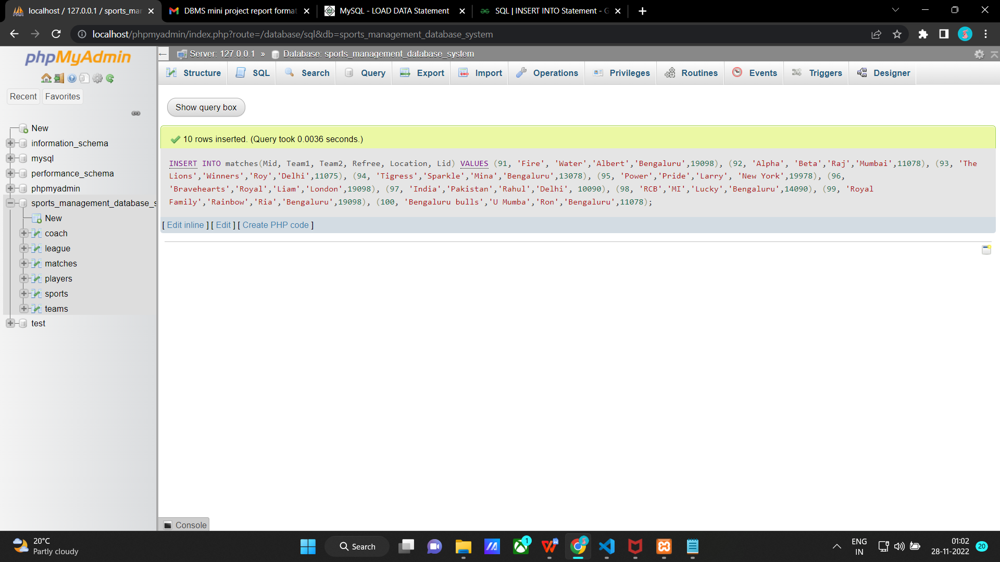 localhost / 127.0.0.1 / sports_mar
DBMS mini project report format
MySQL - LOAD DATA Statement
SQL | INSERT INTO Statement - G
localhost/phpmyadmin/index.php?route=/database/sql&db=sports_management_database_system
phpMyAdmin
Recent
Favorites
New
information_schema
mysql
performance_schema
phpmyadmin
sports_management_database_s
New
coach
league
matches
players
sports
teams
test
Server: 127.0.0.1 » Database: sports_management_database_system
Structure SQL Search Query Export Import Operations Privileges Routines Events Triggers Designer
Show query box
10 rows inserted. (Query took 0.0036 seconds.)
INSERT INTO matches(Mid, Team1, Team2, Refree, Location, Lid) VALUES (91, 'Fire', 'Water','Albert','Bengaluru',19098), (92, 'Alpha', 'Beta','Raj','Mumbai',11078), (93, 'The
Lions','Winners','Roy','Delhi',11075), (94, 'Tigress','Sparkle','Mina','Bengaluru',13078), (95, 'Power','Pride','Larry', 'New York',19978), (96,
'Bravehearts','Royal','Liam','London',19098), (97, 'India','Pakistan','Rahul','Delhi', 10090), (98, 'RCB','MI','Lucky','Bengaluru',14090), (99, 'Royal
Family','Rainbow','Ria','Bengaluru',19098), (100, 'Bengaluru bulls','U Mumba','Ron','Bengaluru',11078);
[ Edit inline ] [ Edit ] [ Create PHP code ]
Console
20°C
Partly cloudy
Search
1
ENG
IN
01:02
28-11-2022
20